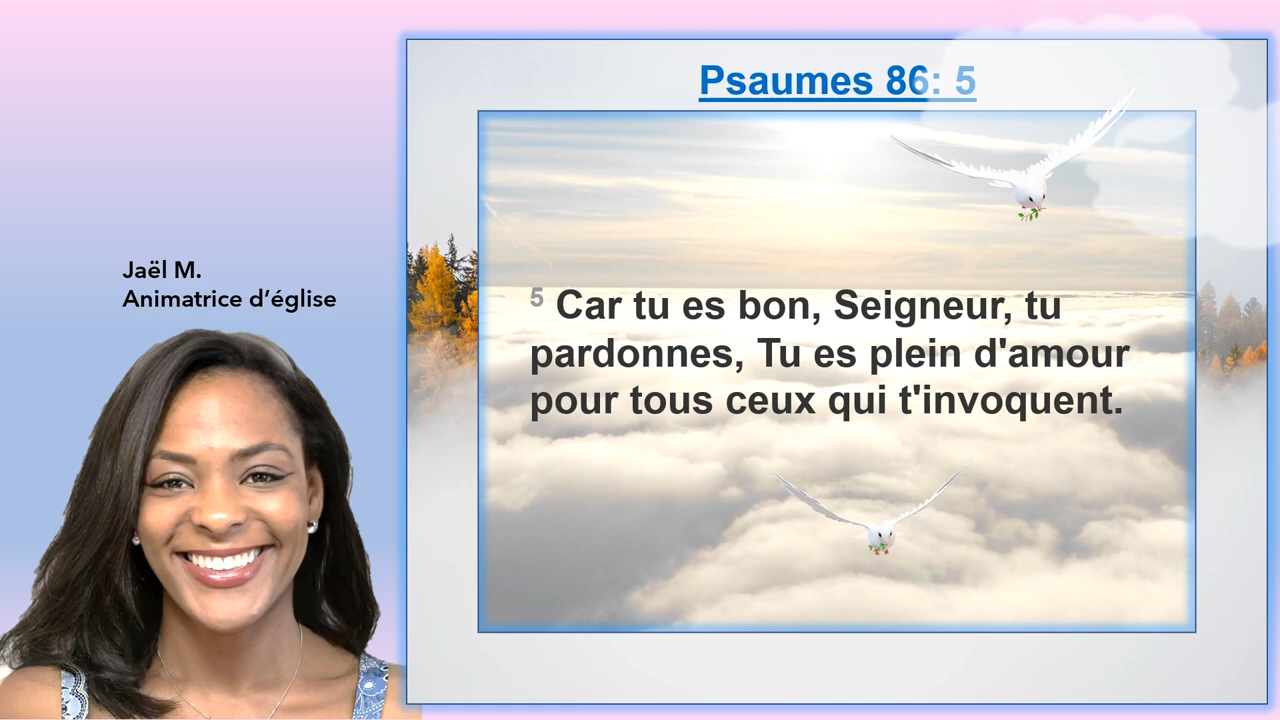 Psaumes 86: 5
Jaël M.
Animatrice d’église
5 Car tu es bon, Seigneur, tu
pardonnes, Tu es plein d'amour
pour tous ceux qui t'invoquent.